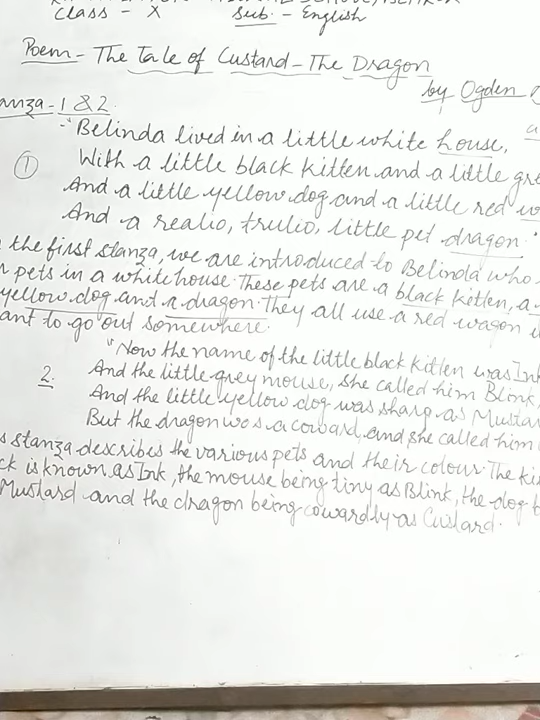 Class - X Sub. - English
Poem - The Tale of Custard - The Dragon
by Ogden
Stanza - 1 & 2.
"Belinda lived in a little white house,
① With a little black kitten and a little
And a little yellow dog and a little red
And a realio, trulio, little pet dragon."
the first stanza, we are introduced to Belinda who
pets in a white house. These pets are a black kitten, a
yellow dog and a dragon. They all use a red wagon
to go out somewhere.
"Now the name of the little black kitten was Ink
2. And the little grey mouse, she called him Blink,
And the little yellow dog was sharp as Mustard
But the dragon was a coward, and she called him
stanza describes the various pets and their colour. The
is known as Ink, the mouse being tiny as Blink, the dog
Mustard and the dragon being cowardly as Custard.